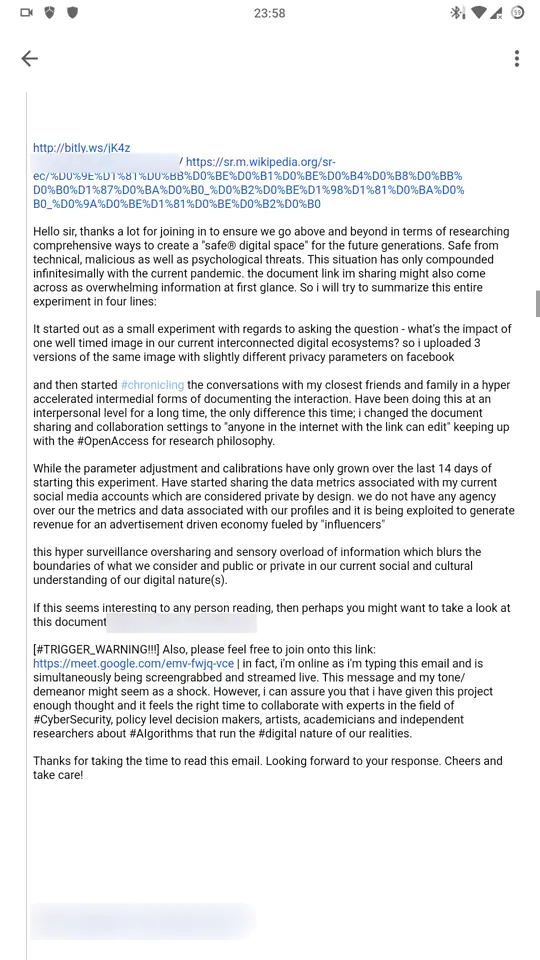 23:58
59
http://bitly.ws/jK4z
/ https://sr.m.wikipedia.org/sr-
ec/%D0%9E%D1%81%D0%BB%D0%BE%D0%B1%D0%BE%D0%B4%D0%B8%D0%BB%
D0%B0%D1%87%D0%BA%D0%B0_%D0%B2%D0%BE%D1%98%D1%81%D0%BA%D0%
B0_%D0%9A%D0%BE%D1%81%D0%BE%D0%B2%D0%B0
Hello sir, thanks a lot for joining in to ensure we go above and beyond in terms of researching
comprehensive ways to create a "safe® digital space" for the future generations. Safe from
technical, malicious as well as psychological threats. This situation has only compounded
infinitesimally with the current pandemic. the document link im sharing might also come
across as overwhelming information at first glance. So i will try to summarize this entire
experiment in four lines:
It started out as a small experiment with regards to asking the question - what's the impact of
one well timed image in our current interconnected digital ecosystems? so i uploaded 3
versions of the same image with slightly different privacy parameters on facebook
and then started #chronicling the conversations with my closest friends and family in a hyper
accelerated intermedial forms of documenting the interaction. Have been doing this at an
interpersonal level for a long time, the only difference this time; i changed the document
sharing and collaboration settings to "anyone in the internet with the link can edit" keeping up
with the #OpenAccess for research philosophy.
While the parameter adjustment and calibrations have only grown over the last 14 days of
starting this experiment. Have started sharing the data metrics associated with my current
social media accounts which are considered private by design. we do not have any agency
over our the metrics and data associated with our profiles and it is being exploited to generate
revenue for an advertisement driven economy fueled by "influencers"
this hyper surveillance oversharing and sensory overload of information which blurs the
boundaries of what we consider and public or private in our current social and cultural
understanding of our digital nature(s).
If this seems interesting to any person reading, then perhaps you might want to take a look at
this document
[#TRIGGER_WARNING!!!] Also, please feel free to join onto this link:
https://meet.google.com/emv-fwjq-vce | in fact, i'm online as i'm typing this email and is
simultaneously being screengrabbed and streamed live. This message and my tone/
demeanor might seem as a shock. However, i can assure you that i have given this project
enough thought and it feels the right time to collaborate with experts in the field of
#CyberSecurity, policy level decision makers, artists, academicians and independent
researchers about #Algorithms that run the #digital nature of our realities.
Thanks for taking the time to read this email. Looking forward to your response. Cheers and
take care!